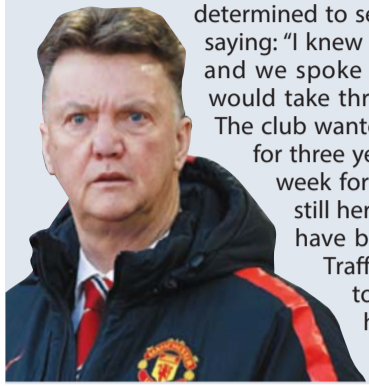 determined to se
saying: “I knew
and we spoke
would take thr
The club wante
for three ye
week for
still her
have b
Traff
to
h
MANCHESTER